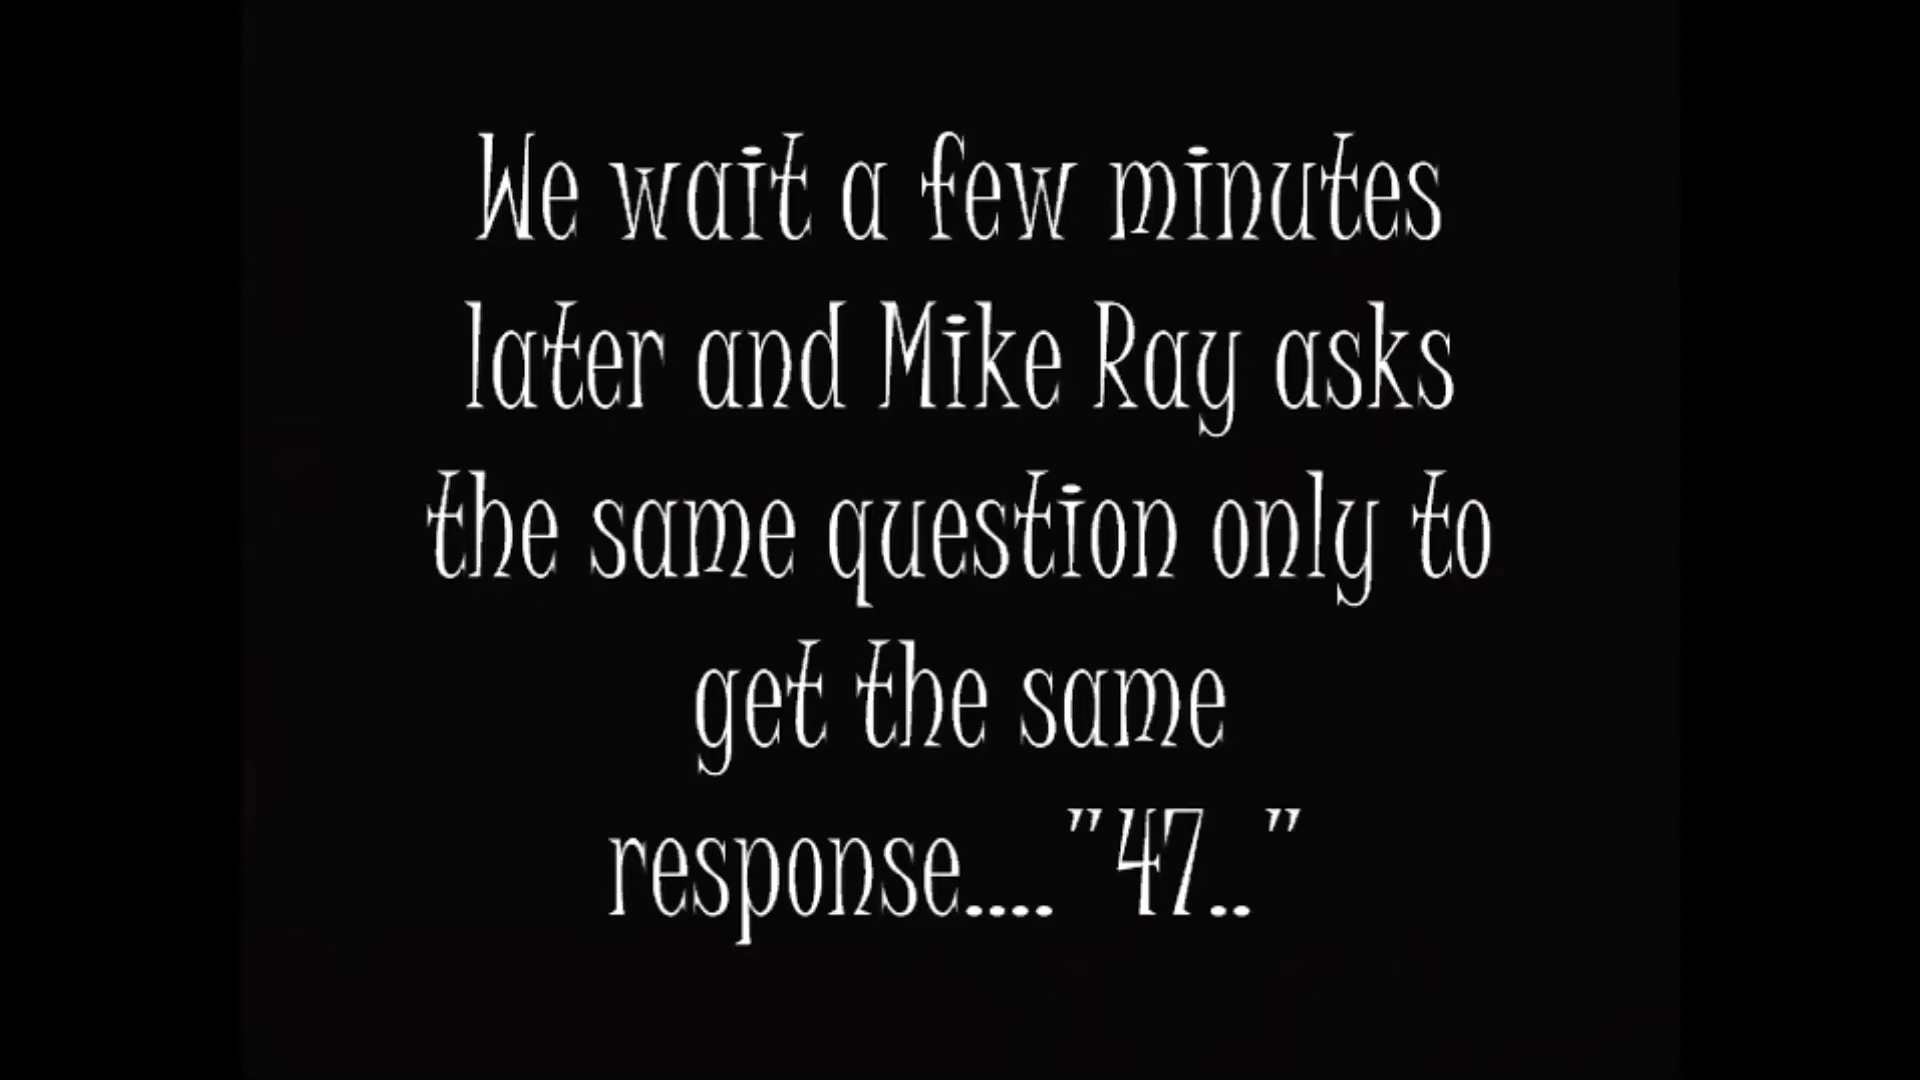 We wait a few minutes
later and Mike Ray asks
the same question only to
get the same
response...."47.."